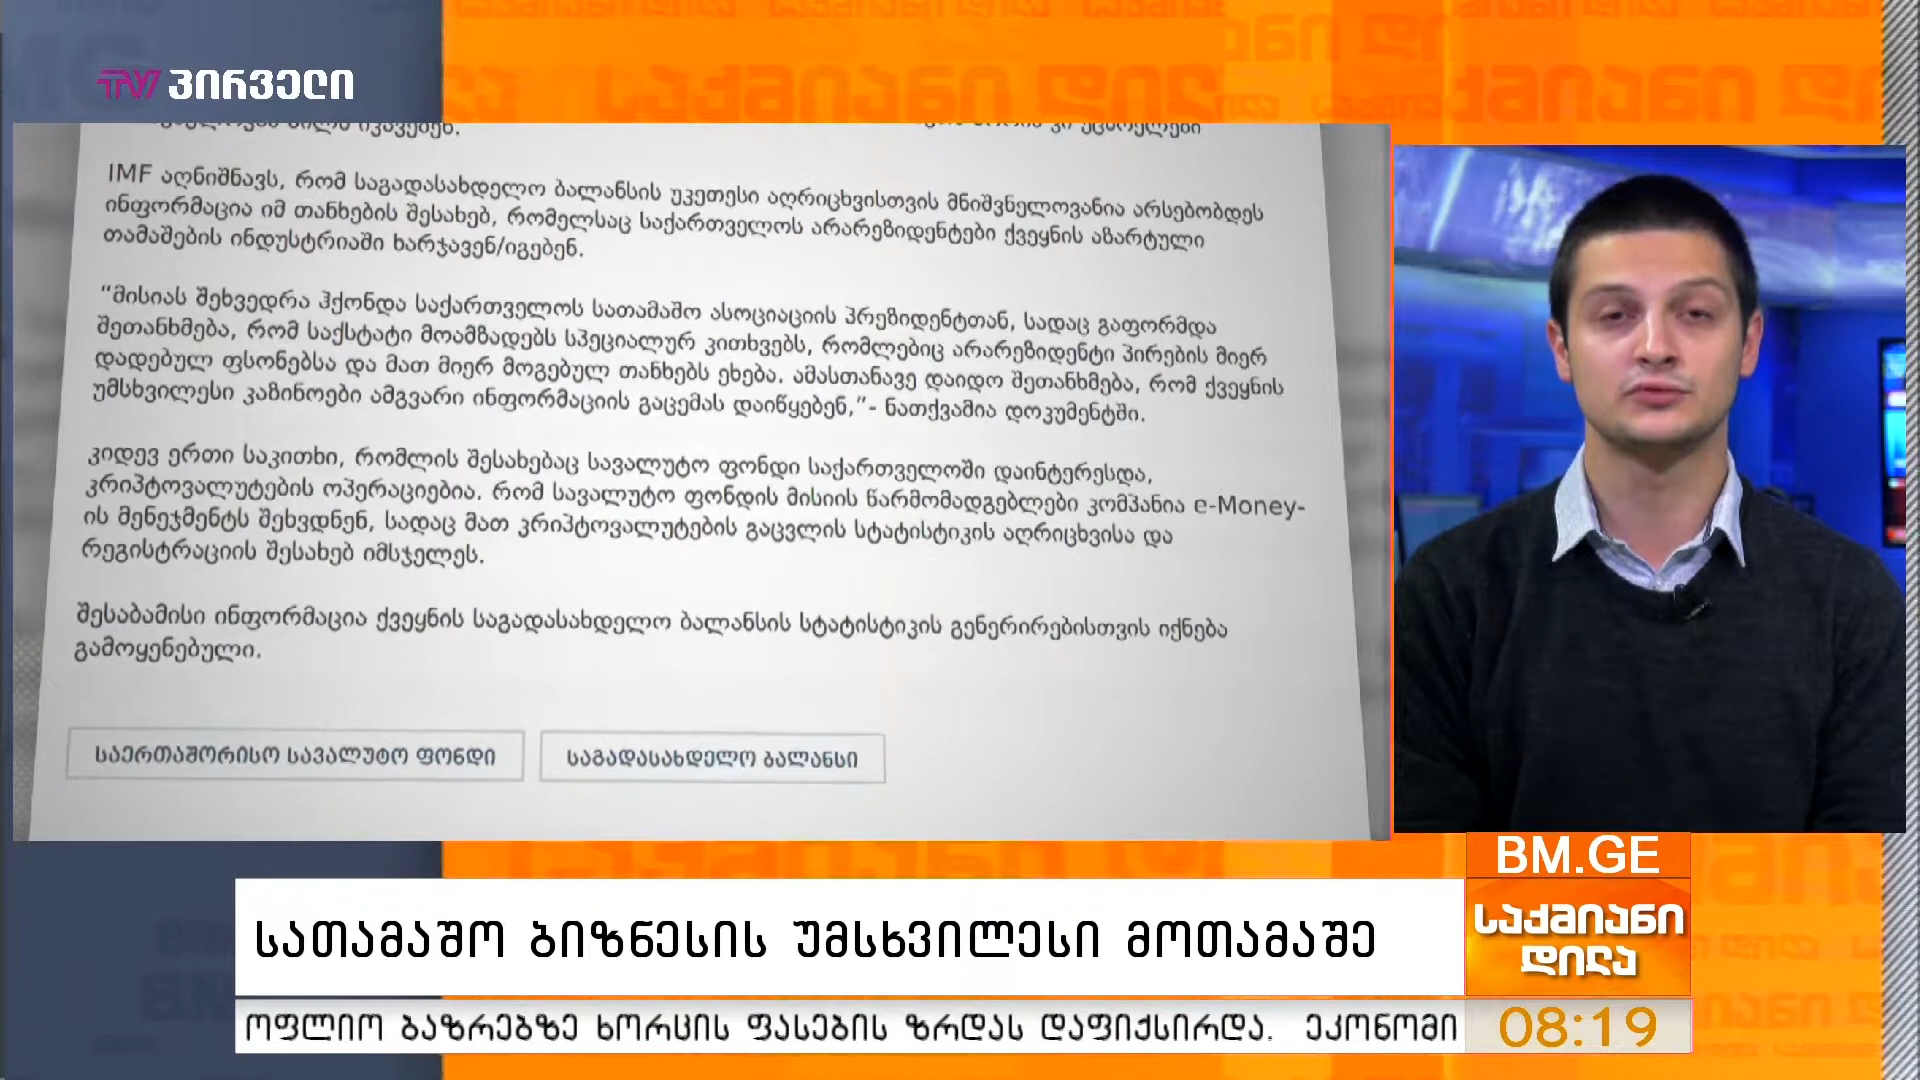 TV პირველი
IMF აღნიშნავს, რომ საგადასახდელო ბალანსის უკეთესი აღრიცხვისთვის მნიშვნელოვანია არსებობდეს
ინფორმაცია იმ თანხების შესახებ, რომელსაც საქართველოს არარეზიდენტები ქვეყნის აზარტული
თამაშების ინდუსტრიაში ხარჯავენ/იგებენ.
“მისიას შეხვედრა ჰქონდა საქართველოს სათამაშო ასოციაციის პრეზიდენტთან, სადაც გაფორმდა
შეთანხმება, რომ საქსტატი მოამზადებს სპეციალურ კითხვებს, რომლებიც არარეზიდენტი პირების მიერ
დადებულ ფსონებსა და მათ მიერ მოგებულ თანხებს ეხება. ამასთანავე დაიდო შეთანხმება, რომ ქვეყნის
უმსხვილესი კაზინოები ამგვარი ინფორმაციის გაცემას დაიწყებენ,”- ნათქვამია დოკუმენტში.
კიდევ ერთი საკითხი, რომლის შესახებაც სავალუტო ფონდი საქართველოში დაინტერესდა,
კრიპტოვალუტების ოპერაციებია. რომ სავალუტო ფონდის მისიის წარმომადგებლები კომპანია e-Money-
ის მენეჯმენტს შეხვდნენ, სადაც მათ კრიპტოვალუტების გაცვლის სტატისტიკის აღრიცხვისა და
რეგისტრაციის შესახებ იმსჯელეს.
შესაბამისი ინფორმაცია ქვეყნის საგადასახდელო ბალანსის სტატისტიკის გენერირებისთვის იქნება
გამოყენებული.
საერთაშორისო სავალუტო ფონდი
საგადასახდელო ბალანსი
BM.GE
საქმიანი
დილა
სათამაშო ბიზნესის უმსხვილესი მოთამაშე
ოფლიო ბაზრებზე ხორცის ფასების ზრდას დაფიქსირდა. ეკონომი
08:19